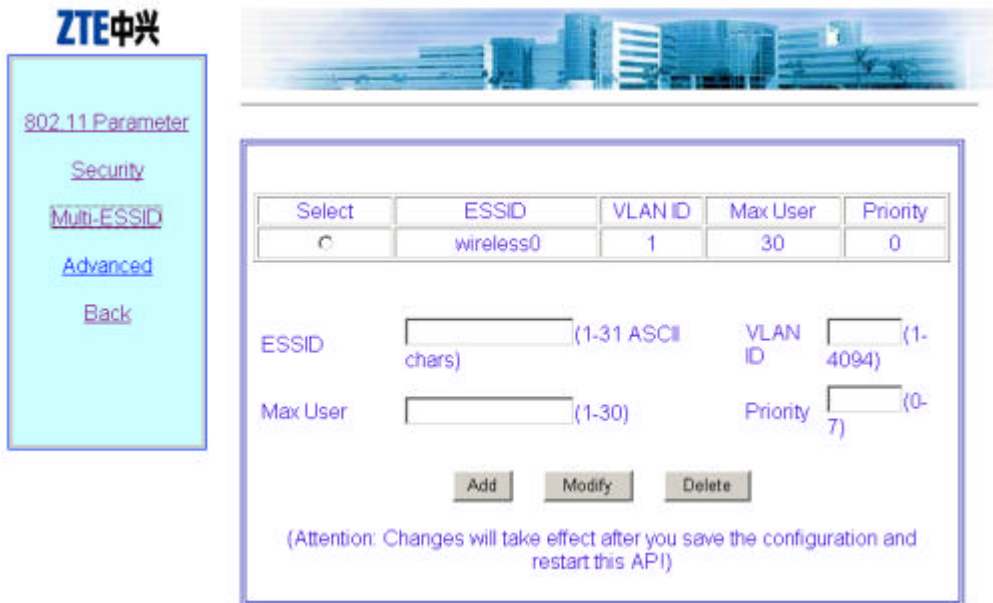 ZTE中兴
802.11 Parameter
Security
Multi-ESSID
Advanced
Back
Select ESSID VLAN ID Max User Priority
wireless0 1 30 0
ESSID (1-31 ASCII chars) VLAN ID (1-4094)
Max User (1-30) Priority (0-7)
Add Modify Delete
(Attention: Changes will take effect after you save the configuration and
restart this API)